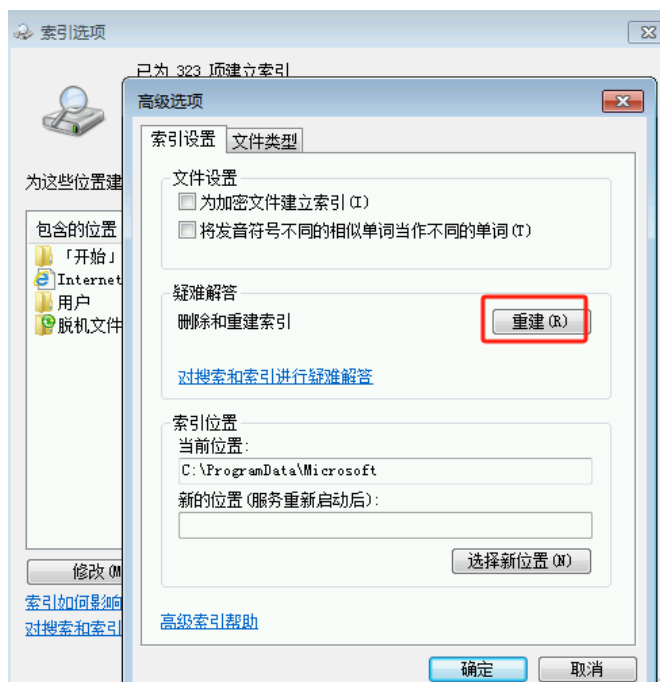 索引选项
已为 323 项建立索引
高级选项
索引设置
文件类型
为这些位置建
文件设置
为加密文件建立索引(I)
将发音符号不同的相似单词当作不同的单词(T)
包含的位置
「开始」
Internet
用户
脱机文件
疑难解答
删除和重建索引
重建(R)
对搜索和索引进行疑难解答
索引位置
当前位置:
C:\ProgramData\Microsoft
新的位置(服务重新启动后):
选择新位置(N)
修改(M
索引如何影响
对搜索和索引
高级索引帮助
确定
取消